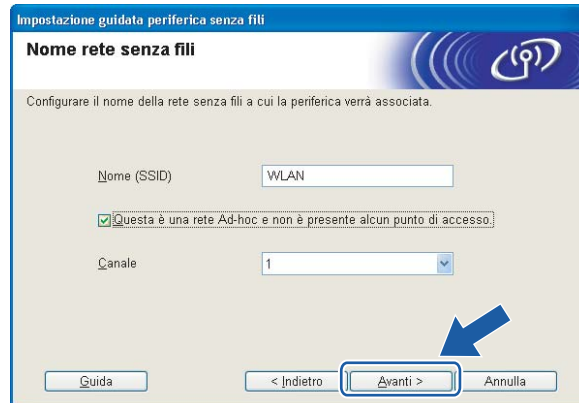 Impostazione guidata periferica senza fili
Nome rete senza fili
Configurare il nome della rete senza fili a cui la periferica verrà associata.
Nome (SSID) WLAN
Questa è una rete Ad-hoc e non è presente alcun punto di accesso.
Canale 1
Guida < Indietro Avanti > Annulla